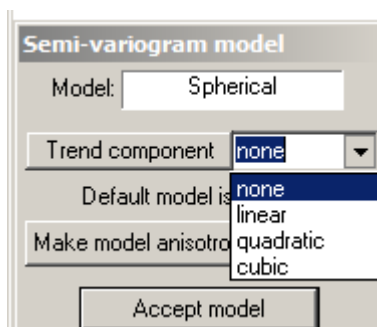 Semi-variogram model
Model: Spherical
Trend component none
none
Default model is
linear
quadratic
Make model anisotro
cubic
Accept model